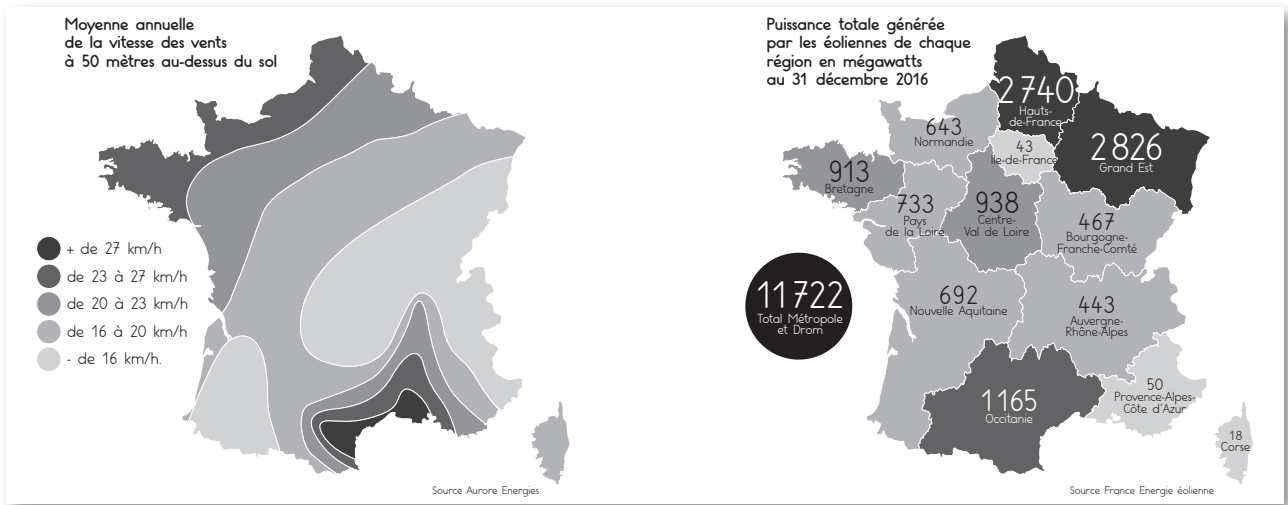 Moyenne annuelle
de la vitesse des vents
à 50 mètres au-dessus du sol
+ de 27 km/h
de 23 à 27 km/h
de 20 à 23 km/h
de 16 à 20 km/h
- de 16 km/h.
Source Aurore Energies
Puissance totale générée
par les éoliennes de chaque
région en mégawatts
au 31 décembre 2016
2 740
Hauts-
de-France
643
Normandie
43
Ile-de-France
2 826
Grand Est
913
Bretagne
733
Pays
de la Loire
938
Centre-
Val de Loire
467
Bourgogne-
Franche-Comté
11 722
Total Métropole
et Drom
692
Nouvelle Aquitaine
443
Auvergne-
Rhône-Alpes
1 165
Occitanie
50
Provence-Alpes-
Côte d'Azur
18
Corse
Source France Energie éolienne